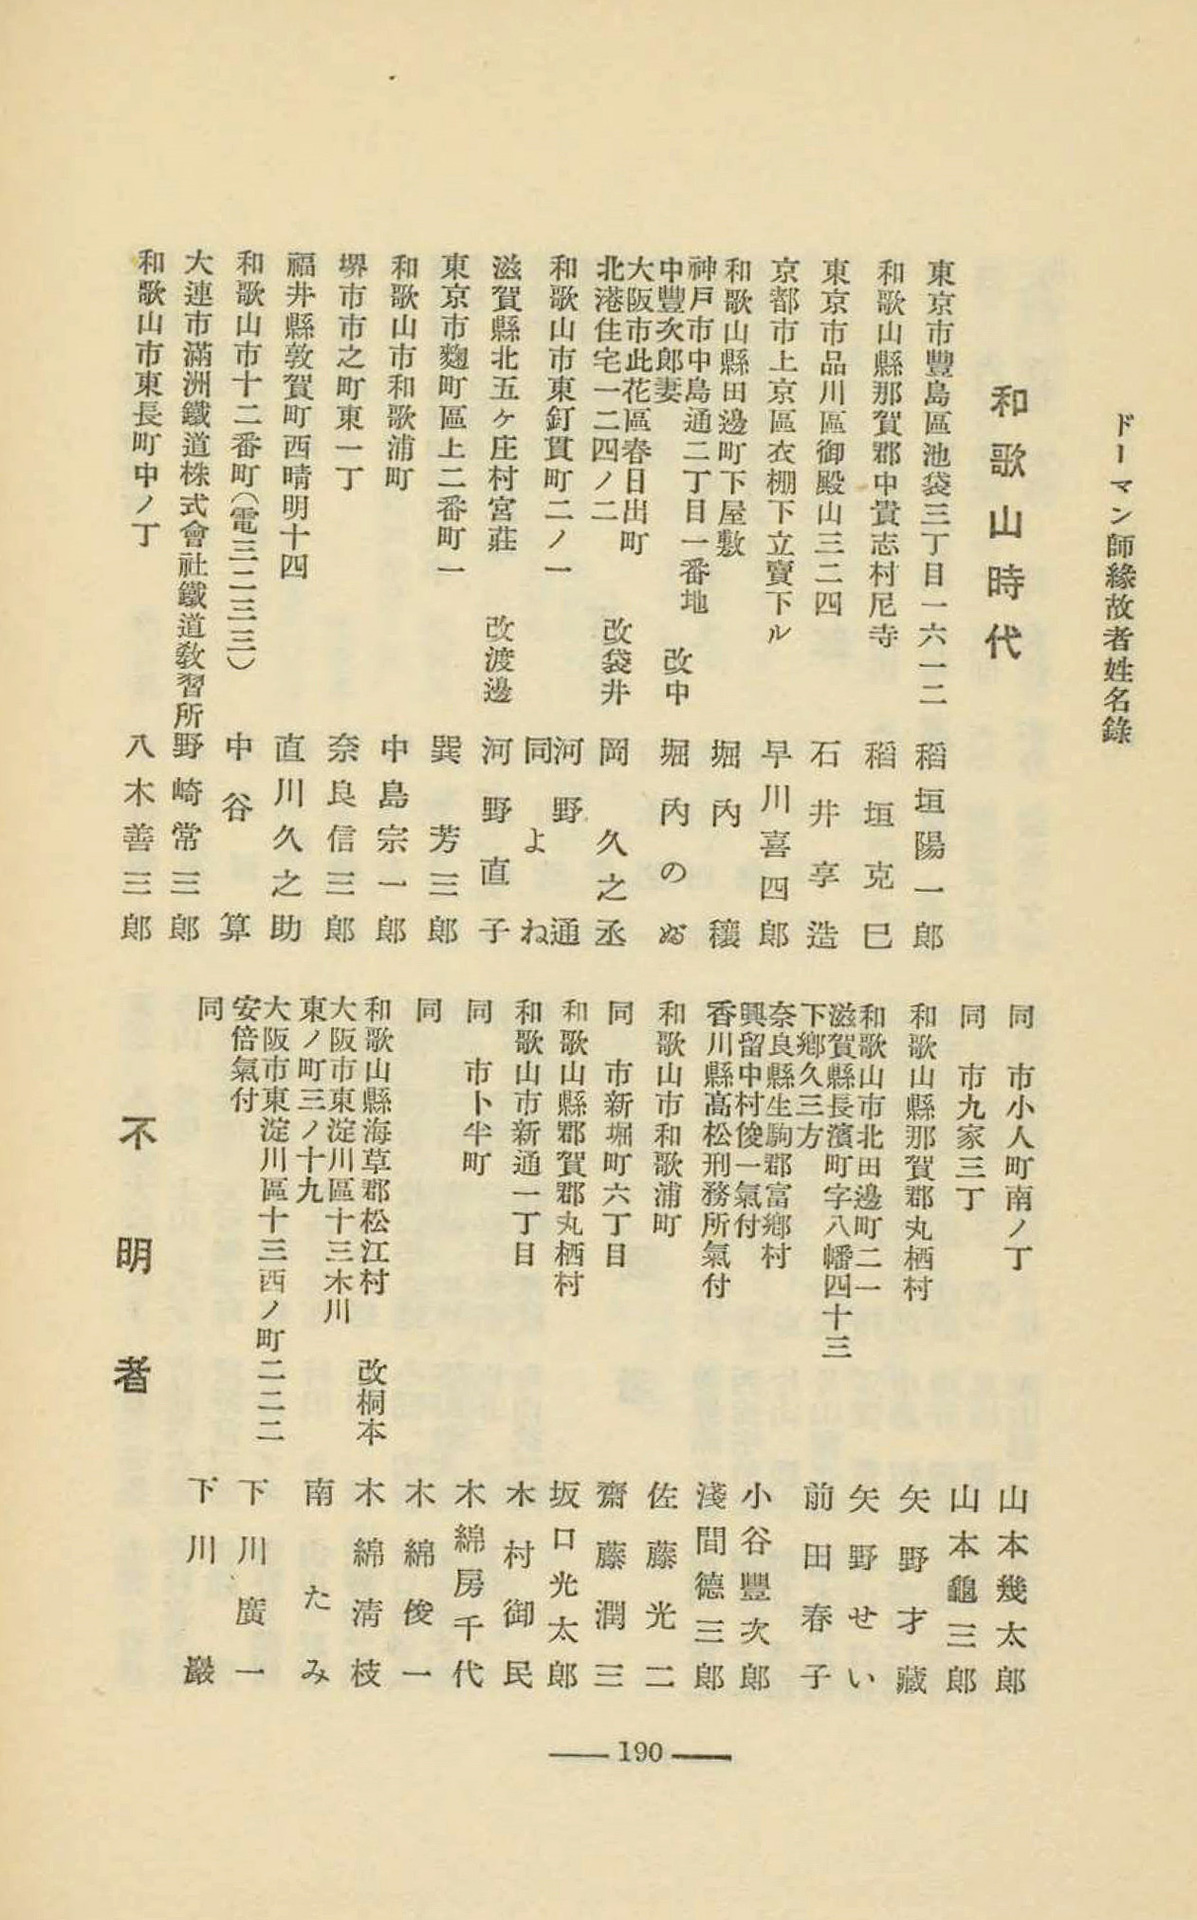 ドーマン師緣故者姓名錄
和歌山時代
東京市豐島區池袋三丁目一六一二 稻垣陽一郎
和歌山縣那賀郡中貴志村尼寺 稻垣克巳
東京市品川區御殿山三二四 石井享造
京都市上京區衣棚下立賣下ル 早川喜四郎
和歌山縣田邊町下屋敷 堀內穰
神戶市中島通二丁目一番地
中豐次郎妻 改中 堀內のぶ
大阪市此花區春日出町
北港住宅一二四ノ二 改袋井 岡久之丞
和歌山市東釘貫町二ノ一 河野通
同よね
滋賀縣北五ヶ庄村宮莊 改渡邊 河野直子
東京市麴町區上二番町一 巽芳三郎
和歌山市和歌浦町 中島宗一郎
堺市市之町東一丁 奈良信三郎
福井縣敦賀町西晴明十四 直川久之助
和歌山市十二番町(電三二三三) 中谷算
大連市滿洲鐵道株式會社鐵道敎習所 野崎常三郎
和歌山市東長町中ノ丁 八木善三郎
同 市小人町南ノ丁 山本幾太郎
同 市九家三丁 山本龜三郎
和歌山縣那賀郡丸栖村 矢野才藏
和歌山市北田邊町二一 矢野せい
滋賀縣長濱町字八幡四十三
下鄕久三方 前田春子
奈良縣生駒郡富鄕村
興留中村俊一氣付 小谷豐次郎
香川縣高松刑務所氣付 淺間德三郎
和歌山市和歌浦町 佐藤光二
同 市新堀町六丁目 齋藤潤三
和歌山縣郡賀郡丸栖村 坂口光太郎
和歌山市新通一丁目 木村御民
同 市卜半町 木綿房千代
同 木綿俊一
和歌山縣海草郡松江村 改桐本 木綿淸枝
大阪市東淀川區十三木川
東ノ町三ノ十九 南たみ
大阪市東淀川區十三西ノ町二二二
安倍氣付 下川廣一
同 下川巖
不明者
190